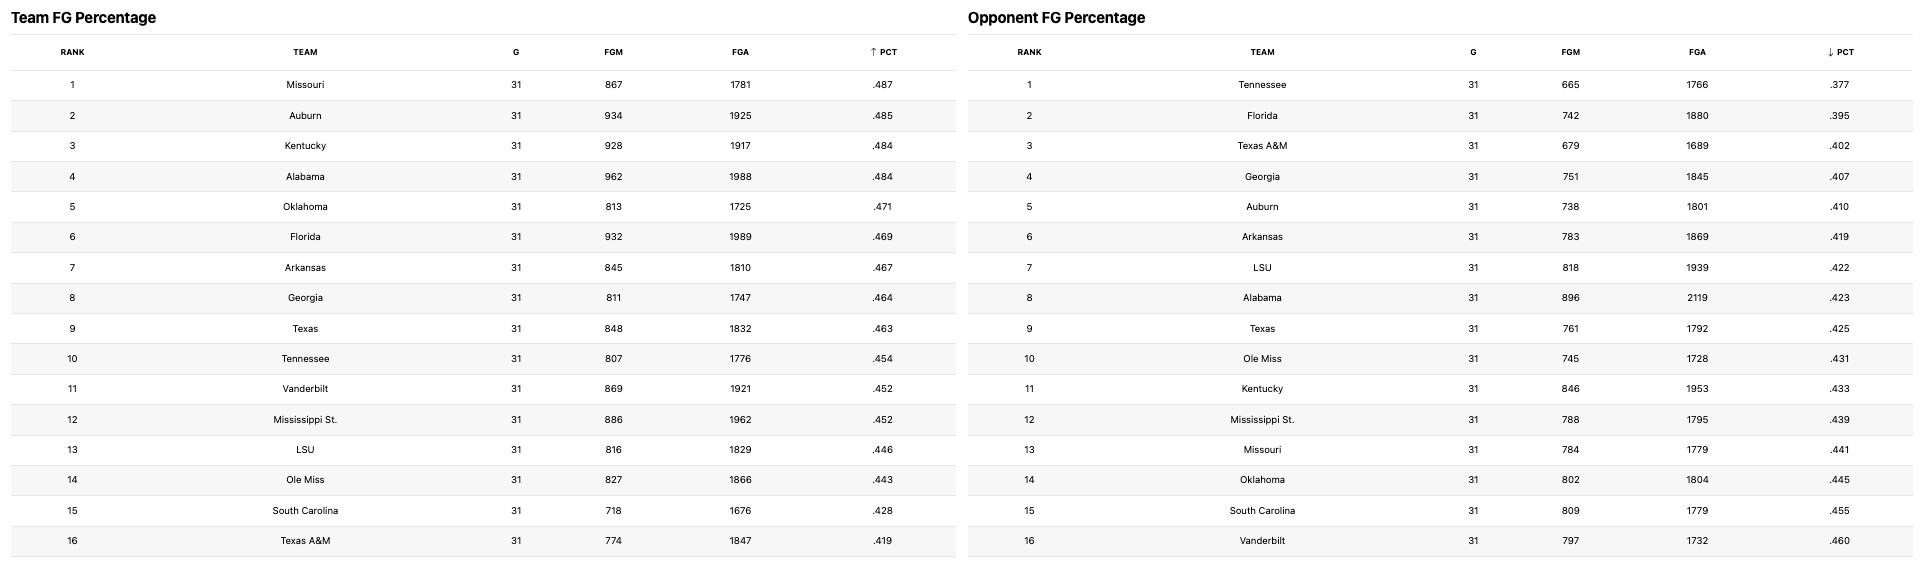 Team FG Percentage
RANK TEAM G FGM FGA ↑ PCT
1 Missouri 31 867 1781 .487
2 Auburn 31 934 1925 .485
3 Kentucky 31 928 1917 .484
4 Alabama 31 962 1988 .484
5 Oklahoma 31 813 1725 .471
6 Florida 31 932 1989 .469
7 Arkansas 31 845 1810 .467
8 Georgia 31 811 1747 .464
9 Texas 31 848 1832 .463
10 Tennessee 31 807 1776 .454
11 Vanderbilt 31 869 1921 .452
12 Mississippi St. 31 886 1962 .452
13 LSU 31 816 1829 .446
14 Ole Miss 31 827 1866 .443
15 South Carolina 31 718 1676 .428
16 Texas A&M 31 774 1847 .419
Opponent FG Percentage
RANK TEAM G FGM FGA ↓ PCT
1 Tennessee 31 665 1766 .377
2 Florida 31 742 1880 .395
3 Texas A&M 31 679 1689 .402
4 Georgia 31 751 1845 .407
5 Auburn 31 738 1801 .410
6 Arkansas 31 783 1869 .419
7 LSU 31 818 1939 .422
8 Alabama 31 896 2119 .423
9 Texas 31 761 1792 .425
10 Ole Miss 31 745 1728 .431
11 Kentucky 31 846 1953 .433
12 Mississippi St. 31 788 1795 .439
13 Missouri 31 784 1779 .441
14 Oklahoma 31 802 1804 .445
15 South Carolina 31 809 1779 .455
16 Vanderbilt 31 797 1732 .460